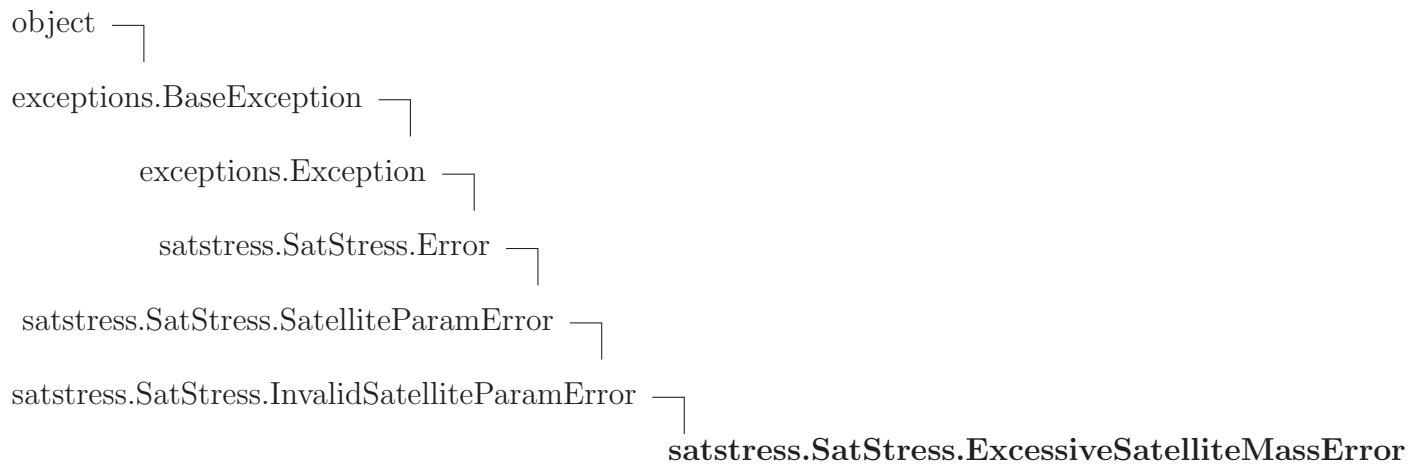 object
exceptions.BaseException
exceptions.Exception
satstress.SatStress.Error
satstress.SatStress.SatelliteParamError
satstress.SatStress.InvalidSatelliteParamError
satstress.SatStress.ExcessiveSatelliteMassError